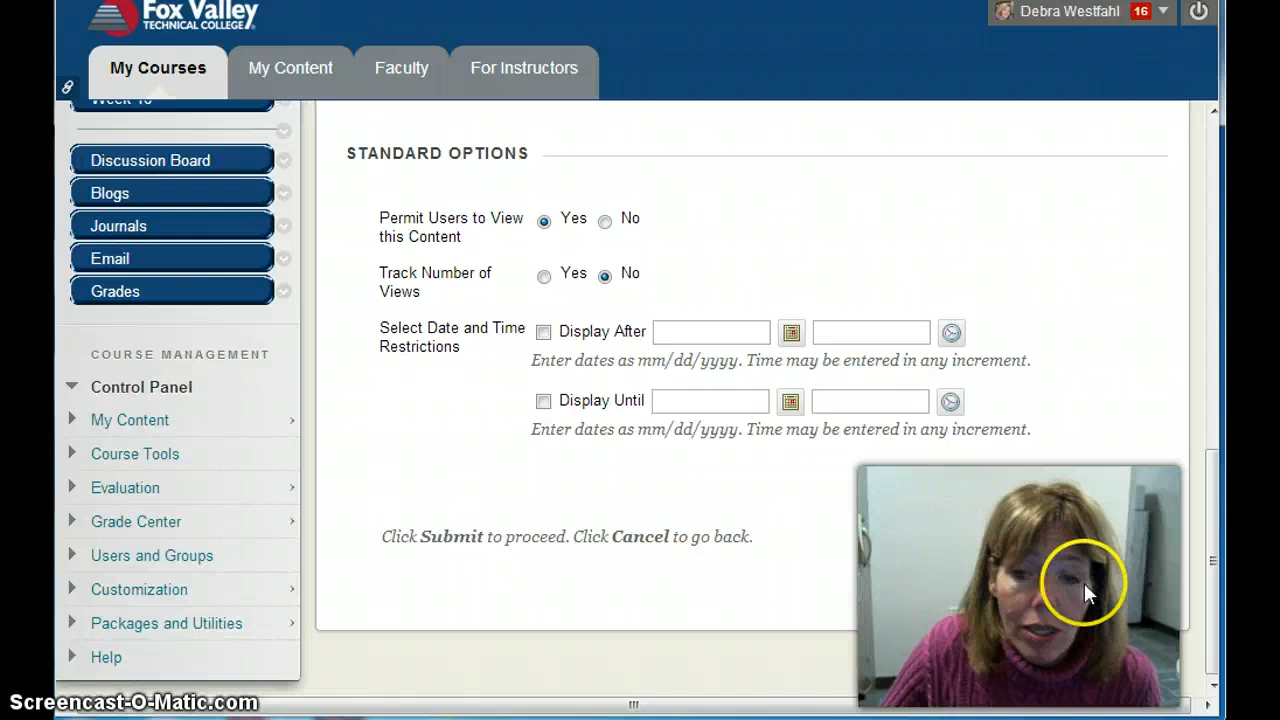 Fox Valley
TECHNICAL COLLEGE
Debra Westfahl 16
My Courses My Content Faculty For Instructors
Week 16
Discussion Board
Blogs
Journals
Email
Grades
COURSE MANAGEMENT
Control Panel
My Content
Course Tools
Evaluation
Grade Center
Users and Groups
Customization
Packages and Utilities
Help
STANDARD OPTIONS
Permit Users to View this Content Yes No
Track Number of Views Yes No
Select Date and Time Restrictions Display After
Enter dates as mm/dd/yyyy. Time may be entered in any increment.
Display Until
Enter dates as mm/dd/yyyy. Time may be entered in any increment.
Click Submit to proceed. Click Cancel to go back.
Screencast-O-Matic.com